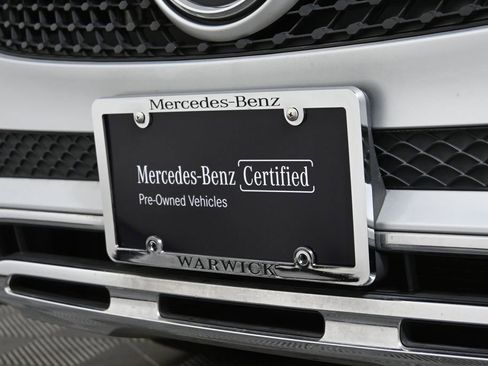 Mercedes-Benz
Mercedes-Benz Certified
Pre-Owned Vehicles
WARWICK